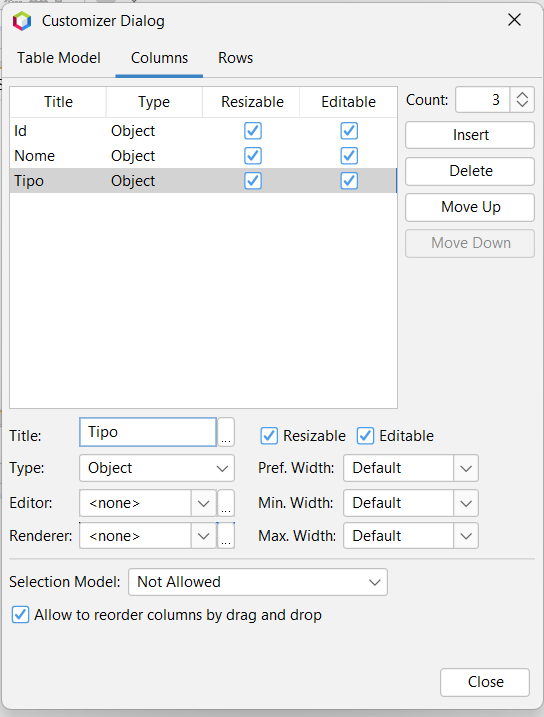 Customizer Dialog
Table Model Columns Rows
Title Type Resizable Editable
Count: 3
Id Object
Nome Object
Tipo Object
Insert
Delete
Move Up
Move Down
Title: Tipo ... Resizable Editable
Type: Object Pref. Width: Default
Editor: <none> ... Min. Width: Default
Renderer: <none> ... Max. Width: Default
Selection Model: Not Allowed
Allow to reorder columns by drag and drop
Close